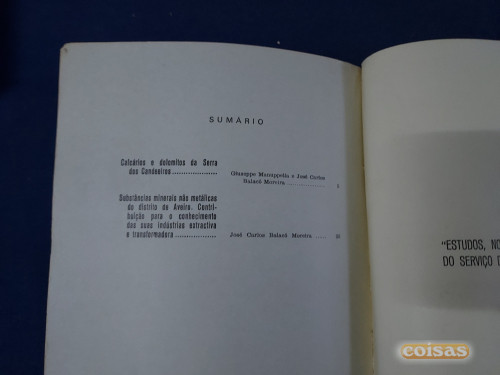 SUMÁRIO
Calcários e dolomitos da Serra
dos Candeeiros
Giuseppe Manuppella e José Carlos
Balacó Moreira
Substâncias minerais não metálicas
do distrito de Aveiro. Contri-
buição para o conhecimento
das suas indústrias extractiva
e transformadora
José Carlos Balacó Moreira
"ESTUDOS, NO
DO SERVIÇO D
coisas